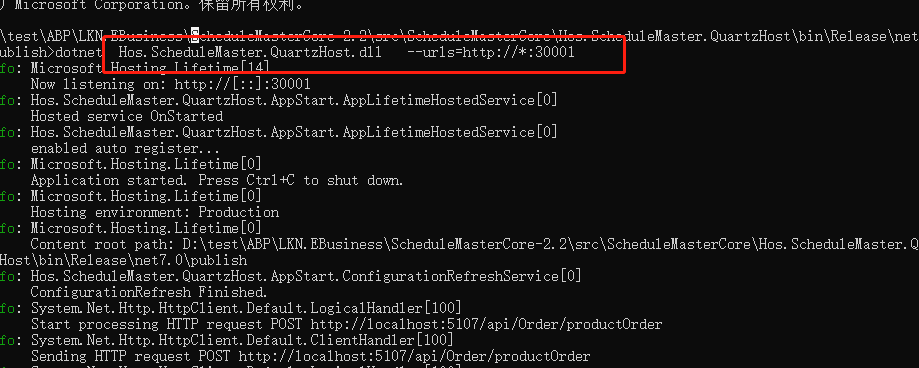 ) Microsoft Corporation。保留所有权利。
\test\ABP\LKN.EBusiness\ScheduleMasterCore-2.2\src\ScheduleMasterCore\Hos.ScheduleMaster.QuartzHost\bin\Release\net
ublish>dotnet  Hos.ScheduleMaster.QuartzHost.dll   --urls=http://*:30001
fo: Microsoft.Hosting.Lifetime[14]
Now listening on: http://[::]:30001
fo: Hos.ScheduleMaster.QuartzHost.AppStart.AppLifetimeHostedService[0]
Hosted service OnStarted
fo: Hos.ScheduleMaster.QuartzHost.AppStart.AppLifetimeHostedService[0]
enabled auto register...
fo: Microsoft.Hosting.Lifetime[0]
Application started. Press Ctrl+C to shut down.
fo: Microsoft.Hosting.Lifetime[0]
Hosting environment: Production
fo: Microsoft.Hosting.Lifetime[0]
Content root path: D:\test\ABP\LKN.EBusiness\ScheduleMasterCore-2.2\src\ScheduleMasterCore\Hos.ScheduleMaster.Q
Host\bin\Release\net7.0\publish
fo: Hos.ScheduleMaster.QuartzHost.AppStart.ConfigurationRefreshService[0]
ConfigurationRefresh Finished.
fo: System.Net.Http.HttpClient.Default.LogicalHandler[100]
Start processing HTTP request POST http://localhost:5107/api/Order/productOrder
fo: System.Net.Http.HttpClient.Default.ClientHandler[100]
Sending HTTP request POST http://localhost:5107/api/Order/productOrder